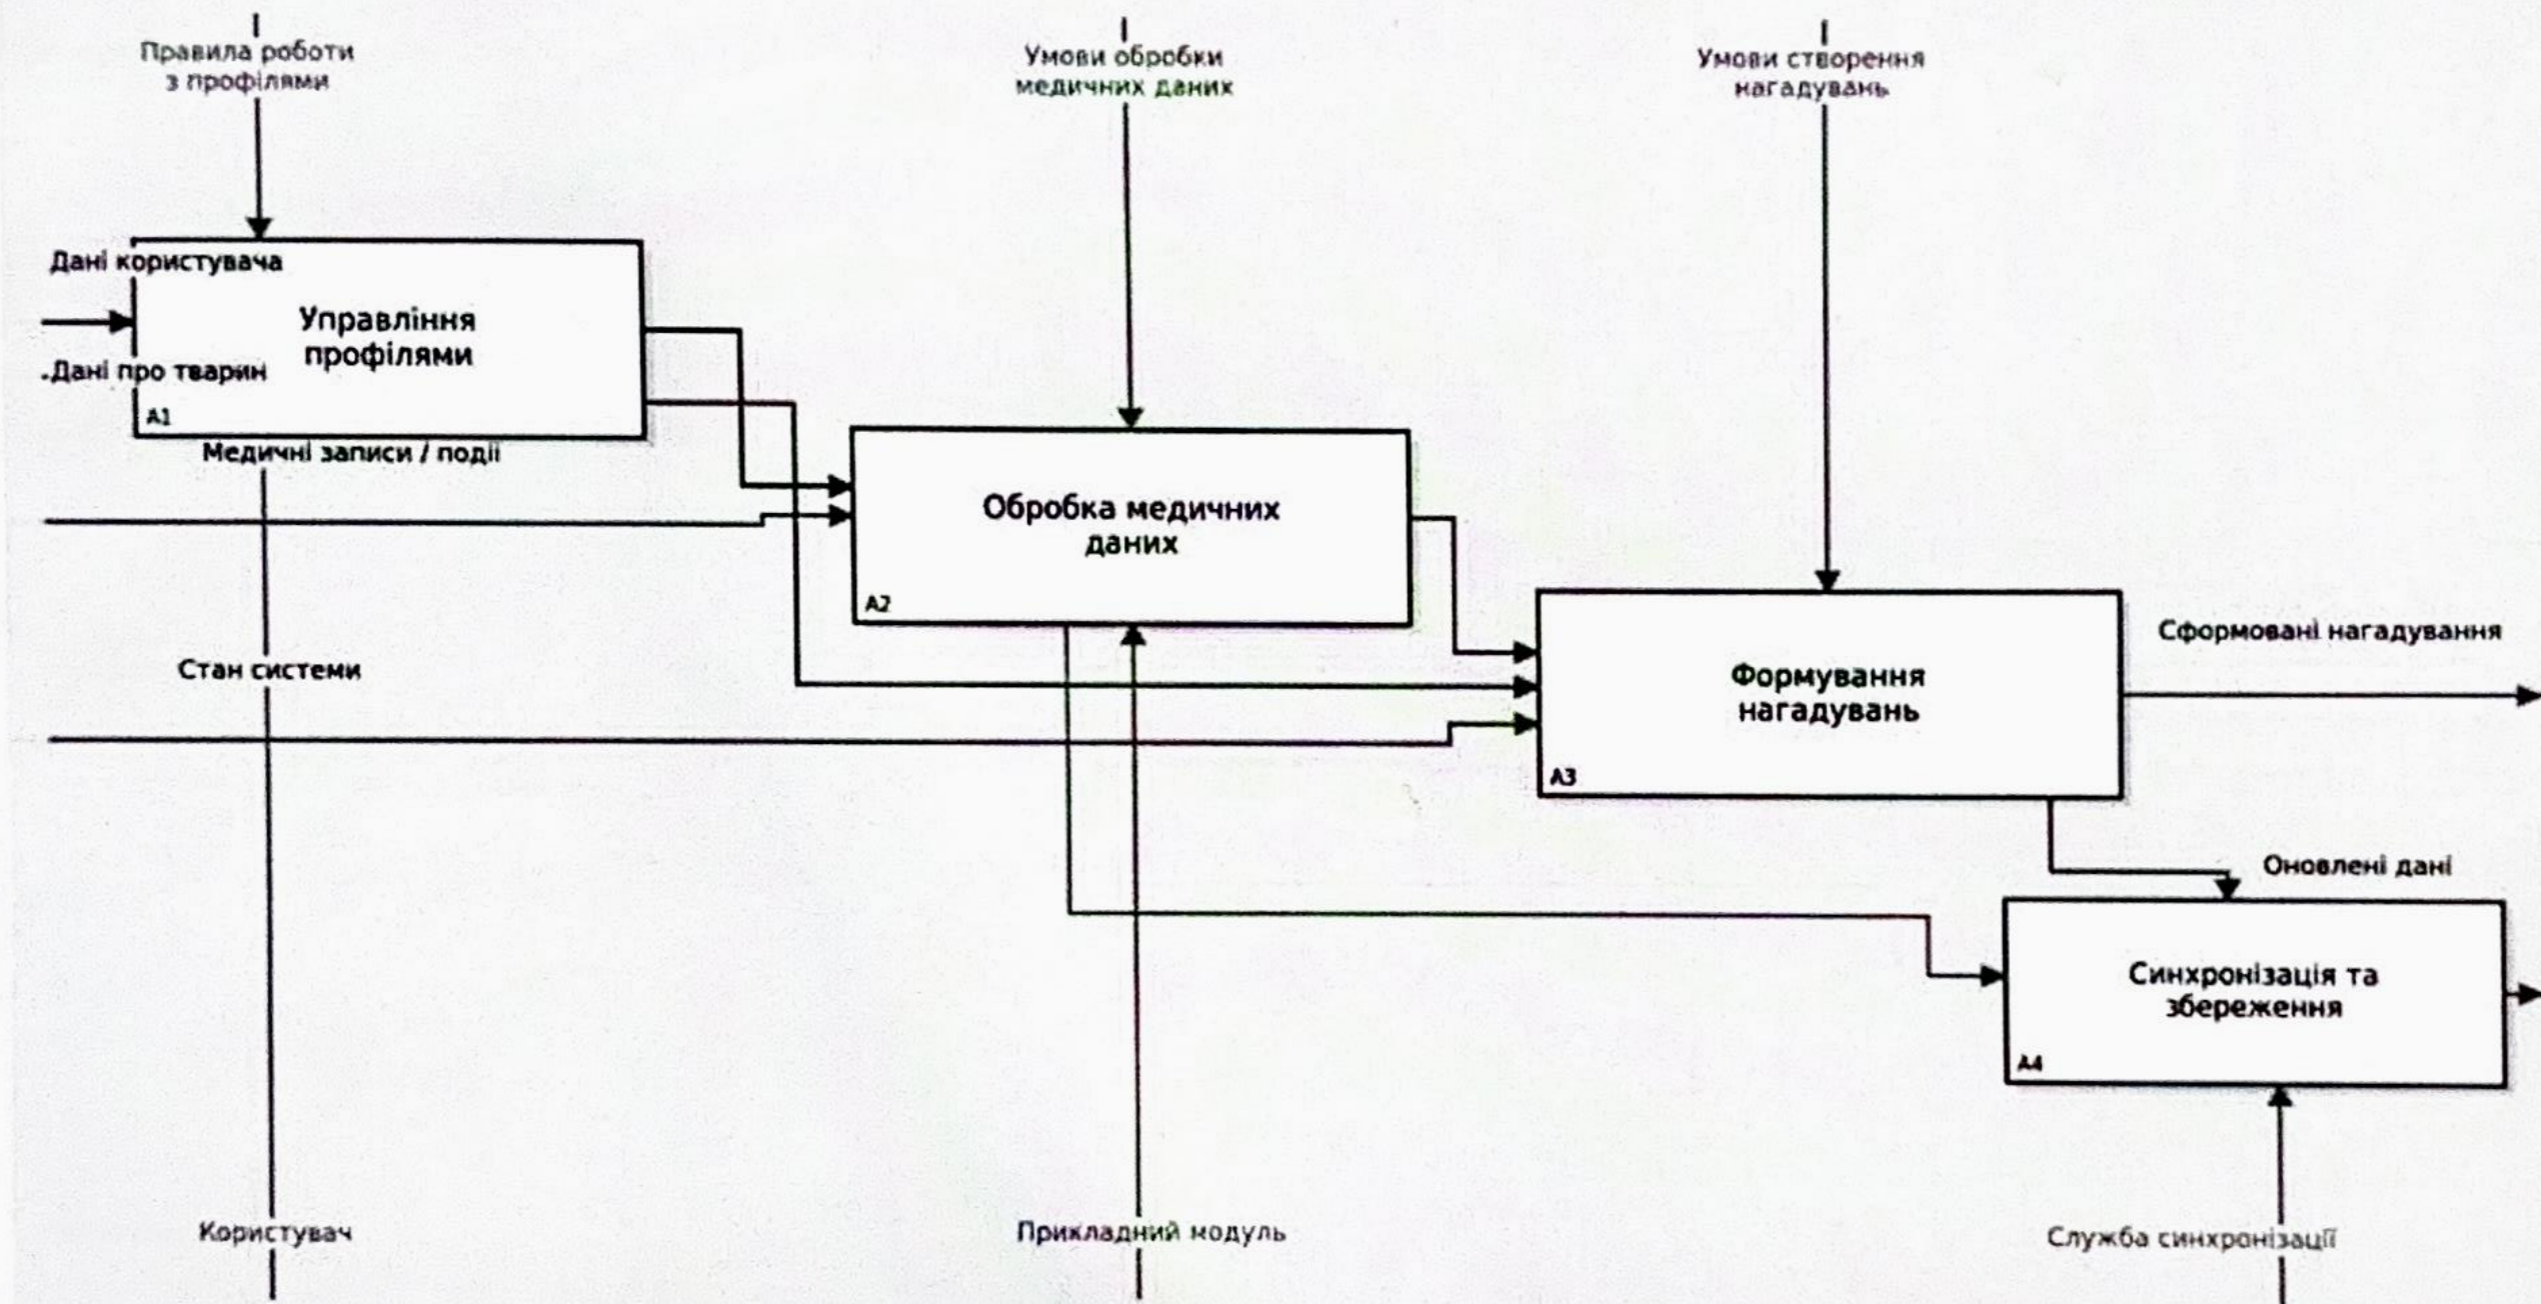 Правила роботи
з профілями
Умови обробки
медичних даних
Умови створення
нагадувань
Дані користувача
Управління
профілями
Дані про тварин
A1
Медичні записи / події
Обробка медичних
даних
A2
Стан системи
Формування
нагадувань
A3
Сформовані нагадування
Оновлені дані
Синхронізація та
збереження
A4
Користувач
Прикладний модуль
Служба синхронізації